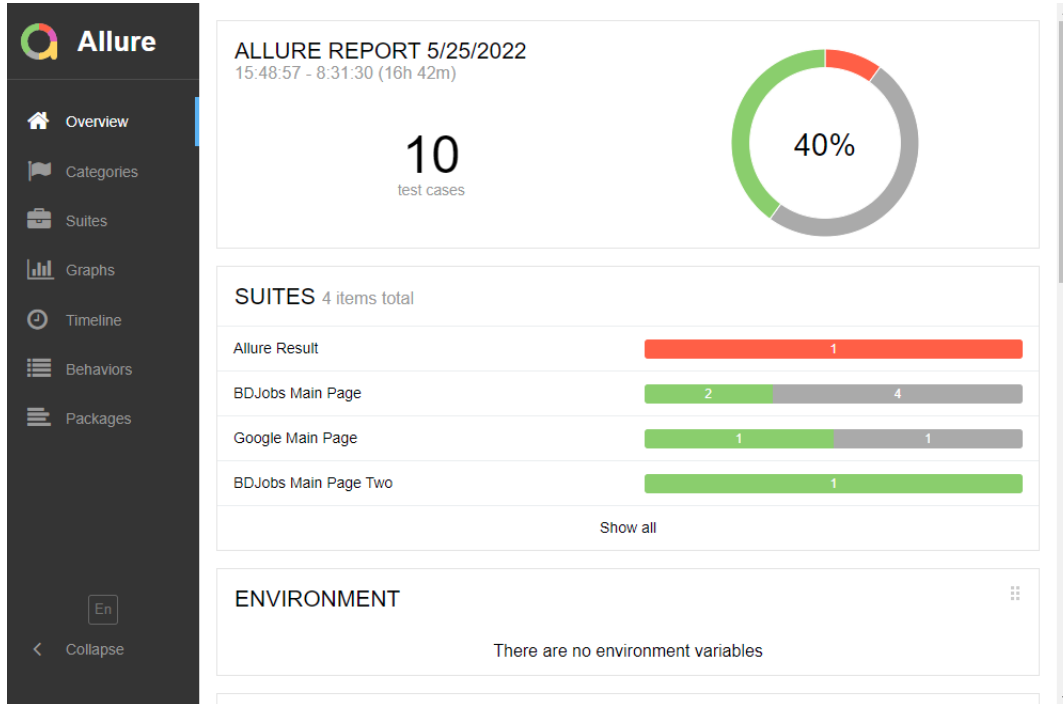 Allure
Overview
Categories
Suites
Graphs
Timeline
Behaviors
Packages
En
Collapse
ALLURE REPORT 5/25/2022
15:48:57 - 8:31:30 (16h 42m)
10
test cases
40%
SUITES 4 items total
Allure Result 1
BDJobs Main Page 2 4
Google Main Page 1 1
BDJobs Main Page Two 1
Show all
ENVIRONMENT
There are no environment variables